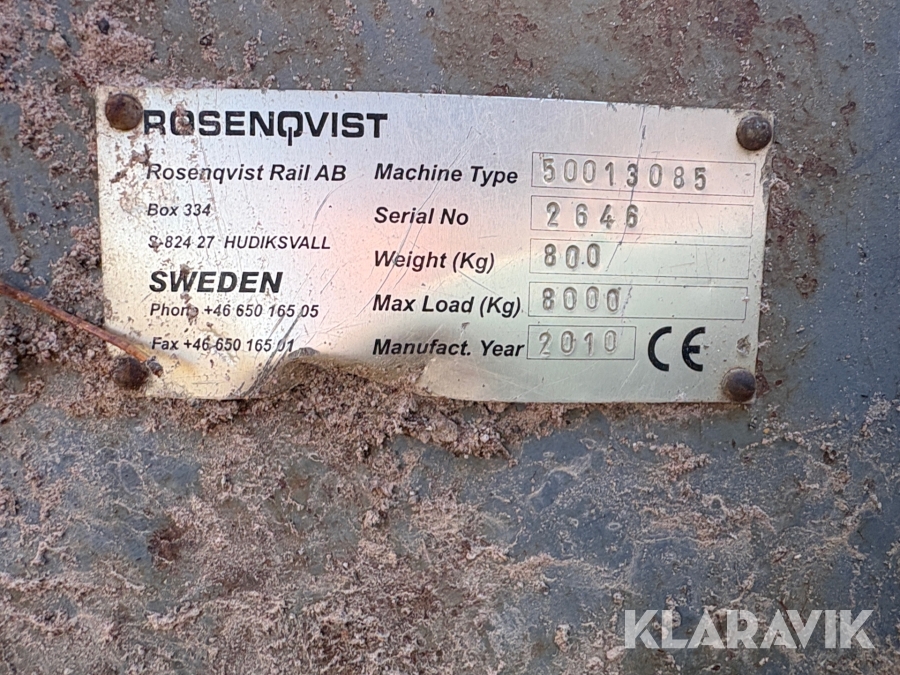 ROSENQVIST
Rosenqvist Rail AB
Box 334
S-824 27 HUDIKSVALL
SWEDEN
Phone +46 650 165 05
Fax +46 650 165 01
Machine Type 50013085
Serial No 2646
Weight (Kg) 800
Max Load (Kg) 8000
Manufact. Year 2010 CE
KLARAVIK